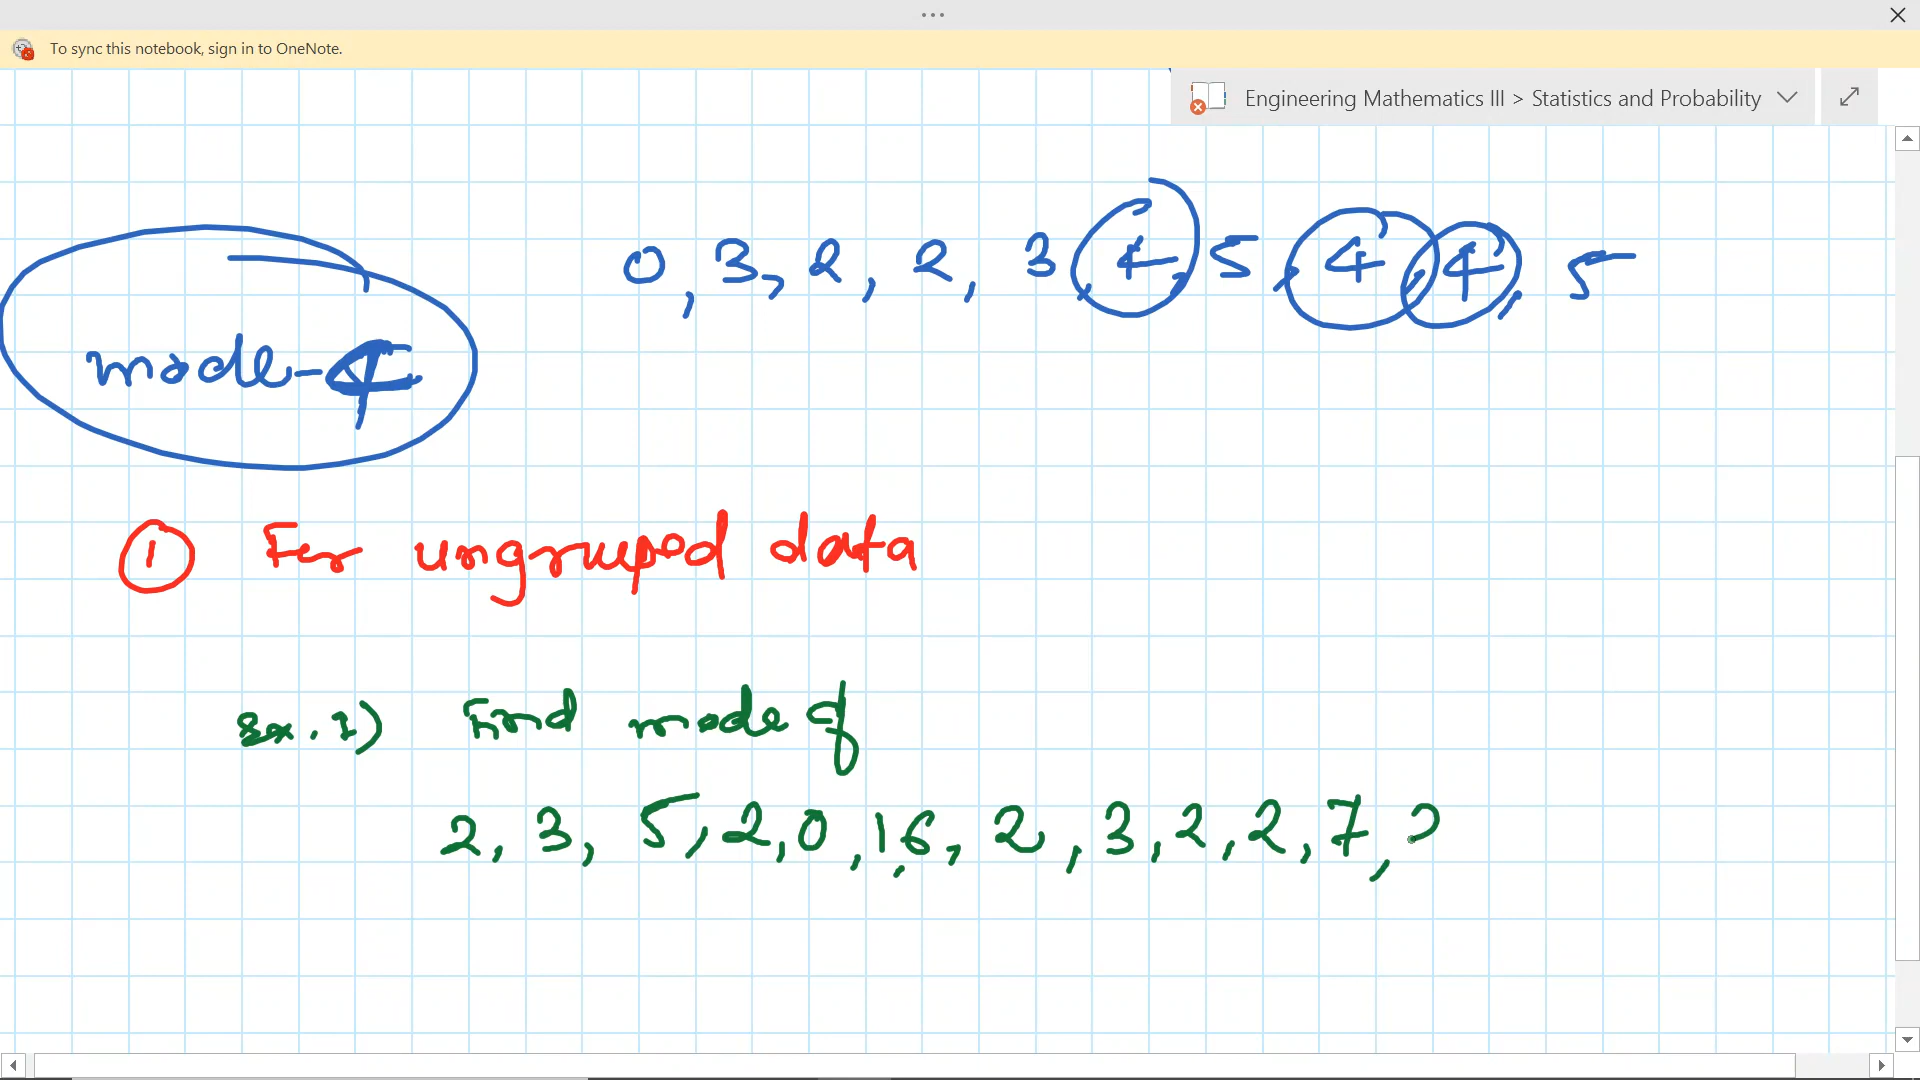 To sync this notebook, sign in to OneNote.
Engineering Mathematics III > Statistics and Probability
0, 3, 2, 2, 3, 4, 5, 4, 4, 5
mode-4
1 For ungruped data
Ex. 1) Find mode of
2, 3, 5, 2, 0, 1, 6, 2, 3, 2, 2, 7,